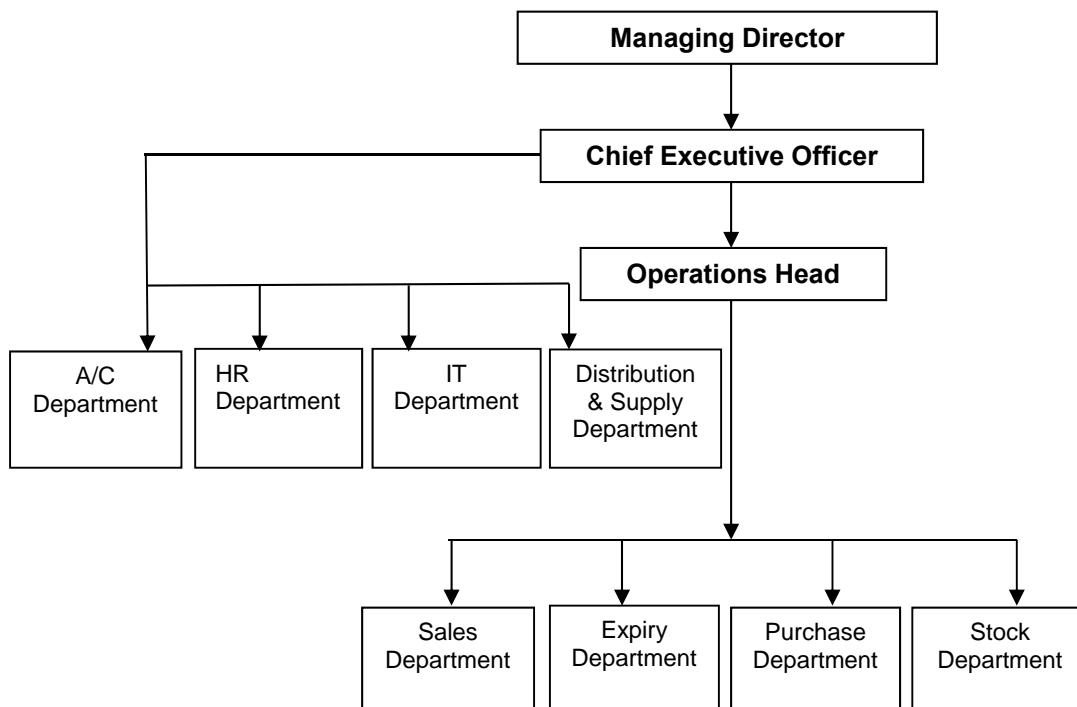 Managing Director
Chief Executive Officer
Operations Head
A/C
Department
HR
Department
IT
Department
Distribution
& Supply
Department
Sales
Department
Expiry
Department
Purchase
Department
Stock
Department